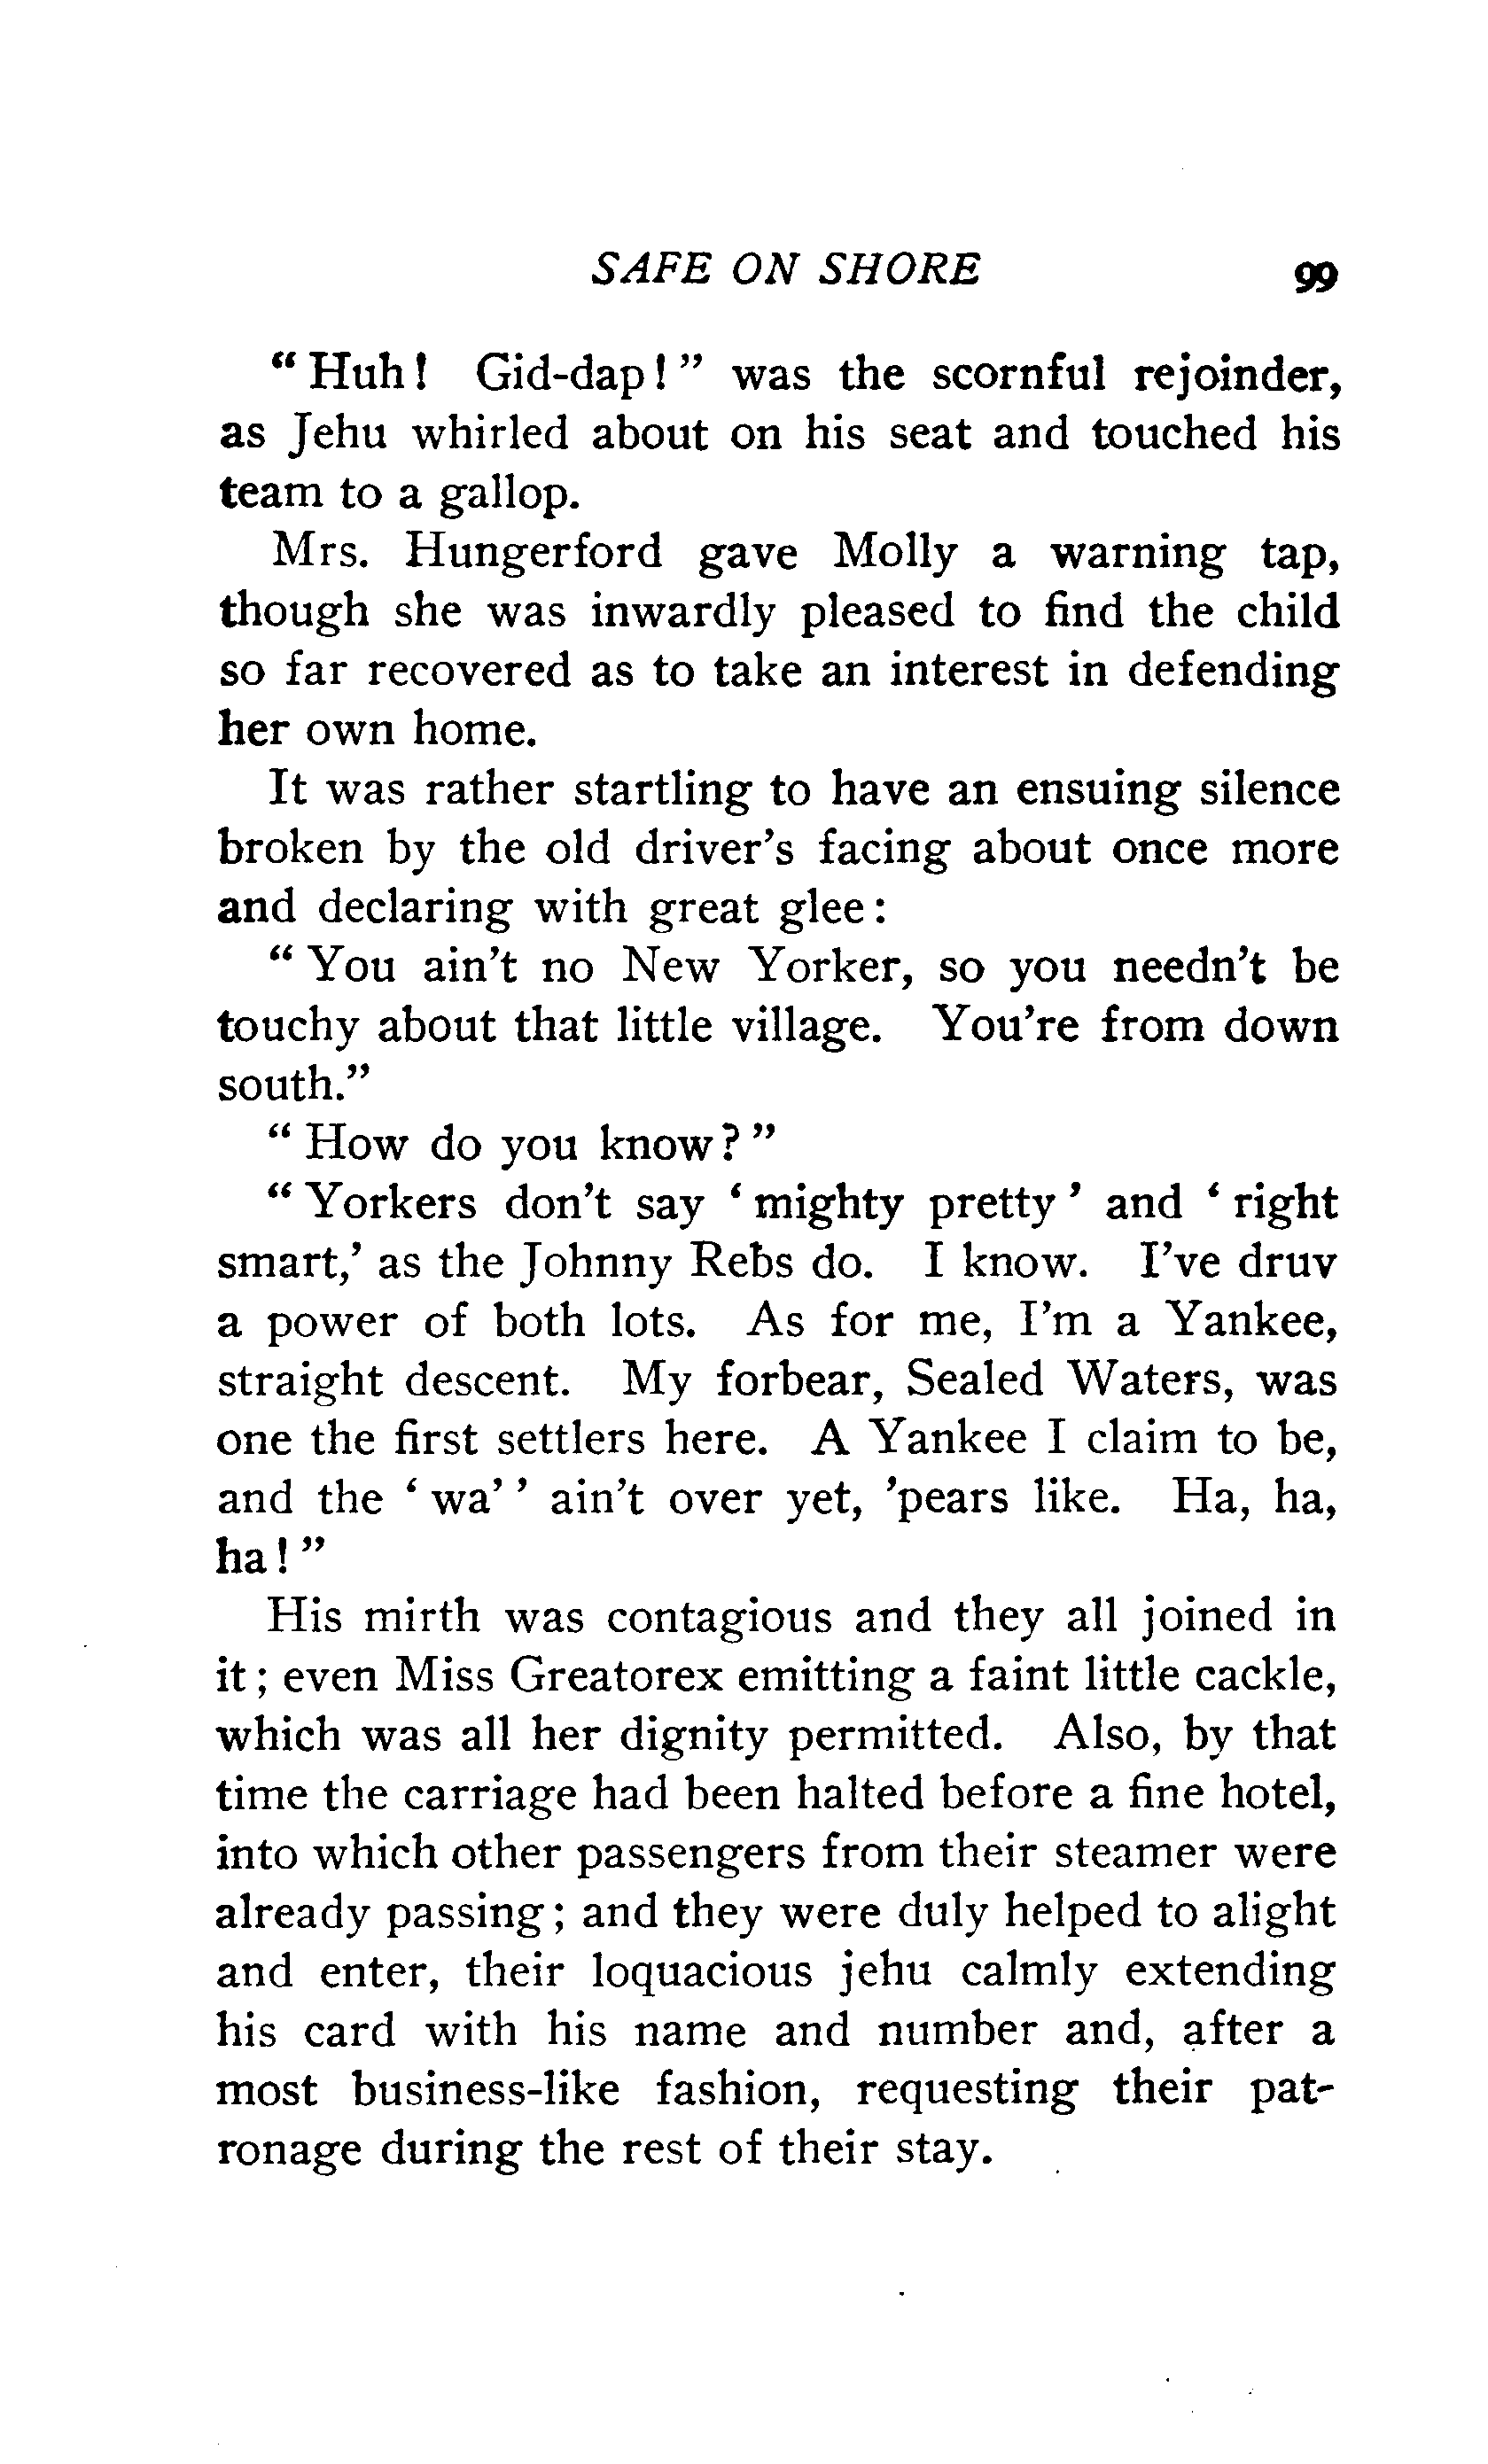 SAFE ON SHORE 99
" Huh! Gid-dap!" was the scornful rejoinder,
as Jehu whirled about on his seat and touched his
team to a gallop.
Mrs. Hungerford gave Molly a warning tap,
though she was inwardly pleased to find the child
so far recovered as to take an interest in defending
her own home.
It was rather startling to have an ensuing silence
broken by the old driver's facing about once more
and declaring with great glee:
" You ain't no New Yorker, so you needn't be
touchy about that little village. You're from down
south."
" How do you know?"
" Yorkers don't say ' mighty pretty ' and ' right
smart,' as the Johnny Rebs do. I know. I've druv
a power of both lots. As for me, I'm a Yankee,
straight descent. My forbear, Sealed Waters, was
one the first settlers here. A Yankee I claim to be,
and the ' wa' ' ain't over yet, 'pears like. Ha, ha,
ha!"
His mirth was contagious and they all joined in
it; even Miss Greatorex emitting a faint little cackle,
which was all her dignity permitted. Also, by that
time the carriage had been halted before a fine hotel,
into which other passengers from their steamer were
already passing; and they were duly helped to alight
and enter, their loquacious jehu calmly extending
his card with his name and number and, after a
most business-like fashion, requesting their pat-
ronage during the rest of their stay.